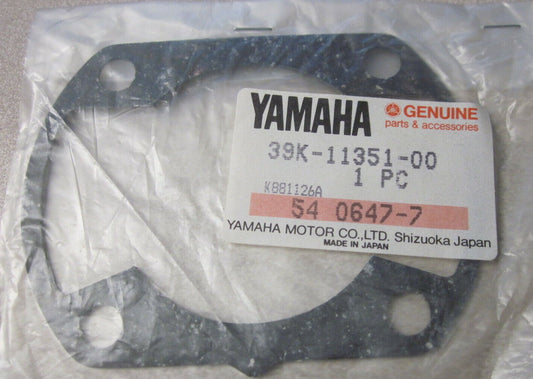 YAMAHA
GENUINE
parts & accessories
39K-11351-00
1 PC
K881126A
54 0647-7
YAMAHA MOTOR CO.,LTD. Shizuoka Japan
MADE IN JAPAN